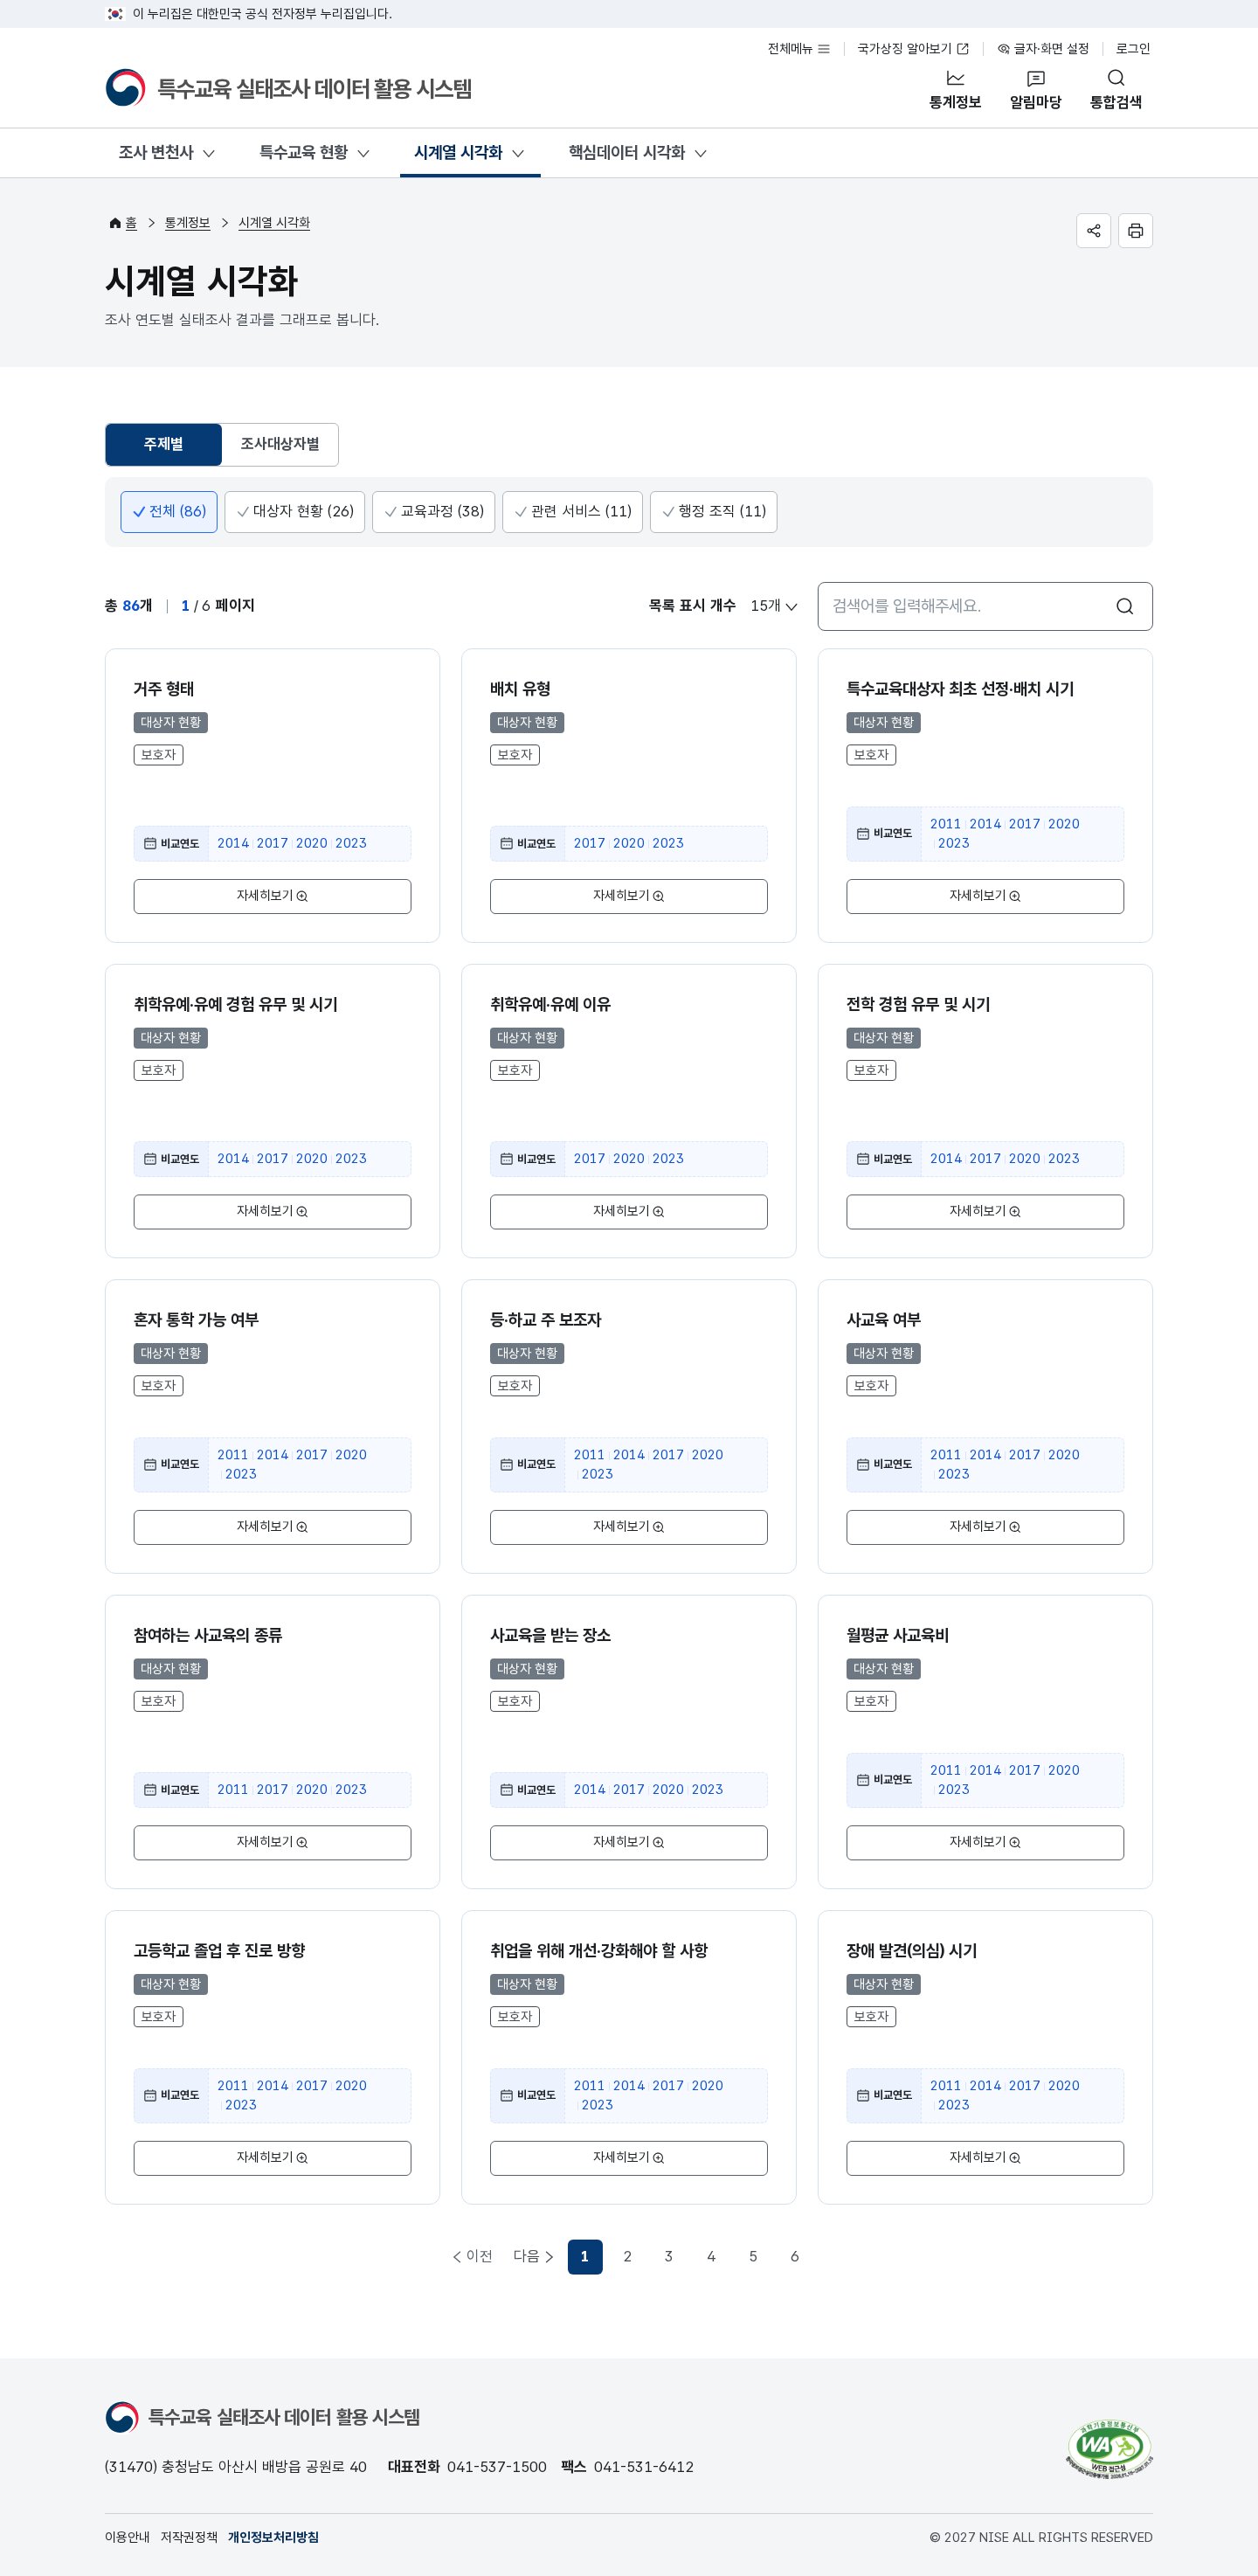 이 누리집은 대한민국 공식 전자정부 누리집입니다.
전체메뉴 국가상징 알아보기 글자·화면 설정 로그인
특수교육 실태조사 데이터 활용 시스템
통계정보 알림마당 통합검색
조사 변천사 특수교육 현황 시계열 시각화 핵심데이터 시각화
홈 > 통계정보 > 시계열 시각화
시계열 시각화
조사 연도별 실태조사 결과를 그래프로 봅니다.
주제별 조사대상자별
전체 (86) 대상자 현황 (26) 교육과정 (38) 관련 서비스 (11) 행정 조직 (11)
총 86개 | 1 / 6 페이지 목록 표시 개수 15개 검색어를 입력해주세요.
거주 형태
대상자 현황
보호자
비교연도 2014 2017 2020 2023
자세히보기
배치 유형
대상자 현황
보호자
비교연도 2017 2020 2023
자세히보기
특수교육대상자 최초 선정·배치 시기
대상자 현황
보호자
비교연도 2011 2014 2017 2020
2023
자세히보기
취학유예·유예 경험 유무 및 시기
대상자 현황
보호자
비교연도 2014 2017 2020 2023
자세히보기
취학유예·유예 이유
대상자 현황
보호자
비교연도 2017 2020 2023
자세히보기
전학 경험 유무 및 시기
대상자 현황
보호자
비교연도 2014 2017 2020 2023
자세히보기
혼자 통학 가능 여부
대상자 현황
보호자
비교연도 2011 2014 2017 2020
2023
자세히보기
등·하교 주 보조자
대상자 현황
보호자
비교연도 2011 2014 2017 2020
2023
자세히보기
사교육 여부
대상자 현황
보호자
비교연도 2011 2014 2017 2020
2023
자세히보기
참여하는 사교육의 종류
대상자 현황
보호자
비교연도 2011 2017 2020 2023
자세히보기
사교육을 받는 장소
대상자 현황
보호자
비교연도 2014 2017 2020 2023
자세히보기
월평균 사교육비
대상자 현황
보호자
비교연도 2011 2014 2017 2020
2023
자세히보기
고등학교 졸업 후 진로 방향
대상자 현황
보호자
비교연도 2011 2014 2017 2020
2023
자세히보기
취업을 위해 개선·강화해야 할 사항
대상자 현황
보호자
비교연도 2011 2014 2017 2020
2023
자세히보기
장애 발견(의심) 시기
대상자 현황
보호자
비교연도 2011 2014 2017 2020
2023
자세히보기
이전 다음 1 2 3 4 5 6
특수교육 실태조사 데이터 활용 시스템
(31470) 충청남도 아산시 배방읍 공원로 40 대표전화 041-537-1500 팩스 041-531-6412
과학기술정보통신부
WA
WEB 접근성
이용안내 저작권정책 개인정보처리방침
© 2027 NISE ALL RIGHTS RESERVED